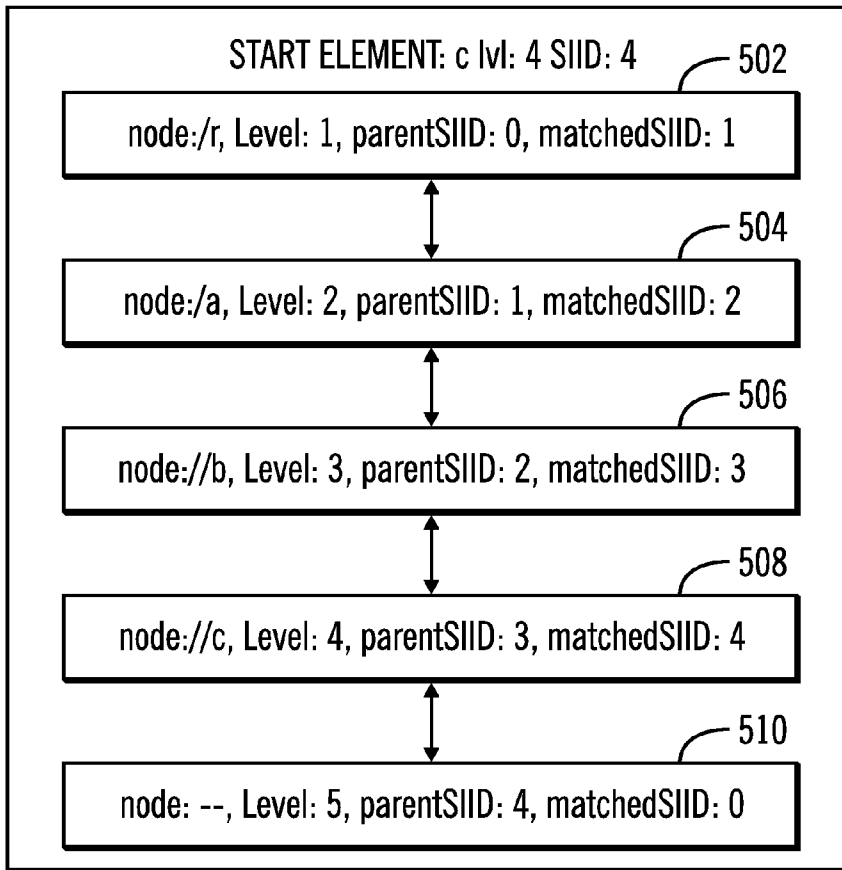 START ELEMENT: c lvl: 4 SIID: 4
502
node:/r, Level: 1, parentSIID: 0, matchedSIID: 1
504
node:/a, Level: 2, parentSIID: 1, matchedSIID: 2
506
node://b, Level: 3, parentSIID: 2, matchedSIID: 3
508
node://c, Level: 4, parentSIID: 3, matchedSIID: 4
510
node: --, Level: 5, parentSIID: 4, matchedSIID: 0